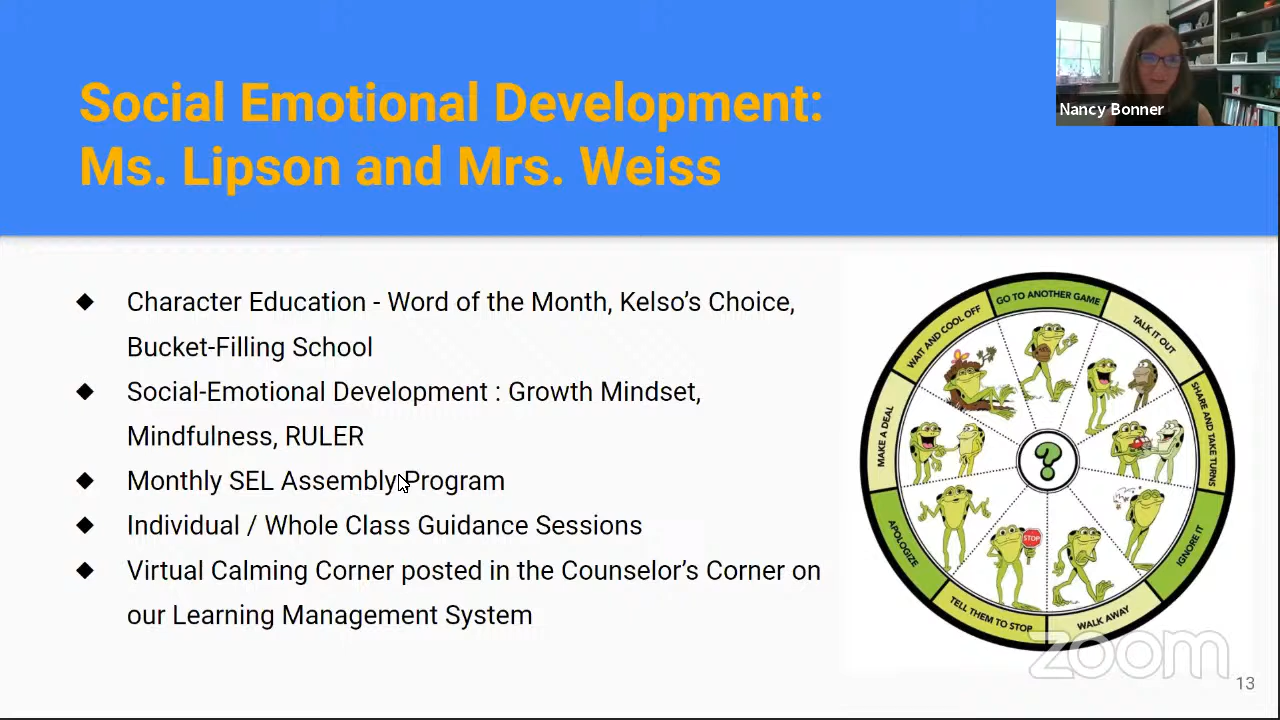 Social Emotional Development:
Ms. Lipson and Mrs. Weiss
Nancy Bonner
◆ Character Education - Word of the Month, Kelso's Choice,
Bucket-Filling School
◆ Social-Emotional Development : Growth Mindset,
Mindfulness, RULER
◆ Monthly SEL Assembly Program
◆ Individual / Whole Class Guidance Sessions
◆ Virtual Calming Corner posted in the Counselor's Corner on
our Learning Management System
GO TO ANOTHER GAME
TALK IT OUT
SHARE AND TAKE TURNS
IGNORE IT
WALK AWAY
TELL THEM TO STOP
APOLOGIZE
MAKE A DEAL
WAIT AND COOL OFF
?
STOP
zoom
13